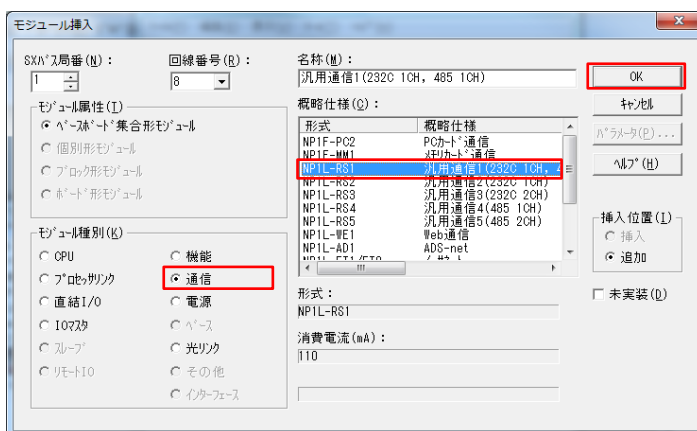 モジュール挿入
SXﾊﾞｽ局番(N) :
1
回線番号(R) :
8
ﾓｼﾞｭｰﾙ属性(T)
ﾍﾞｰｽﾎﾞｰﾄﾞ集合形ﾓｼﾞｭｰﾙ
個別形ﾓｼﾞｭｰﾙ
ﾌﾞﾛｯｸ形ﾓｼﾞｭｰﾙ
ﾎﾞｰﾄﾞ形ﾓｼﾞｭｰﾙ
ﾓｼﾞｭｰﾙ種別(K)
CPU
機能
ﾌﾟﾛｾｯｻﾘﾝｸ
通信
直結I/O
電源
IOﾏｽﾀ
ﾍﾞｰｽ
ｽﾚｰﾌﾞ
光ﾘﾝｸ
ﾘﾓｰﾄIO
その他
ｲﾝﾀｰﾌｪｰｽ
名称(M) :
汎用通信1(232C 1CH, 485 1CH)
概略仕様(C) :
形式 概略仕様
NP1F-PC2 PCｶｰﾄﾞ通信
NP1F-MM1 ﾒﾓﾘｶｰﾄﾞ通信
NP1L-RS1 汎用通信1(232C 1CH, 4
NP1L-RS2 汎用通信2(232C 1CH)
NP1L-RS3 汎用通信3(232C 2CH)
NP1L-RS4 汎用通信4(485 1CH)
NP1L-RS5 汎用通信5(485 2CH)
NP1L-WE1 Web通信
NP1L-AD1 ADS-net
形式 :
NP1L-RS1
消費電流(mA) :
110
OK
ｷｬﾝｾﾙ
ﾊﾟﾗﾒｰﾀ(P)...
ﾍﾙﾌﾟ(H)
挿入位置(I)
挿入
追加
未実装(D)